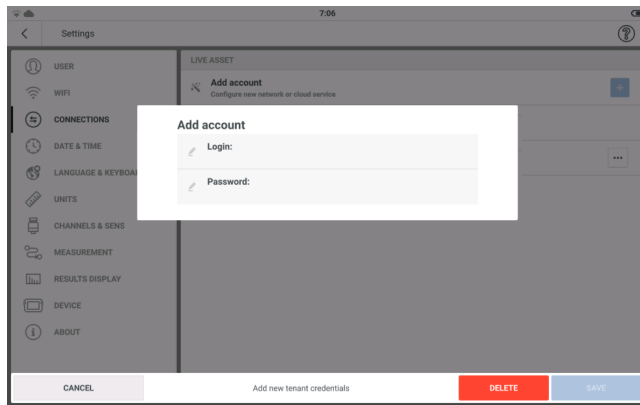 7:06
Settings
USER
WIFI
CONNECTIONS
DATE & TIME
LANGUAGE & KEYBOA
UNITS
CHANNELS & SENS
MEASUREMENT
RESULTS DISPLAY
DEVICE
ABOUT
LIVE ASSET
Add account
Configure new network or cloud service
Add account
Login:
Password:
CANCEL
Add new tenant credentials
DELETE
SAVE